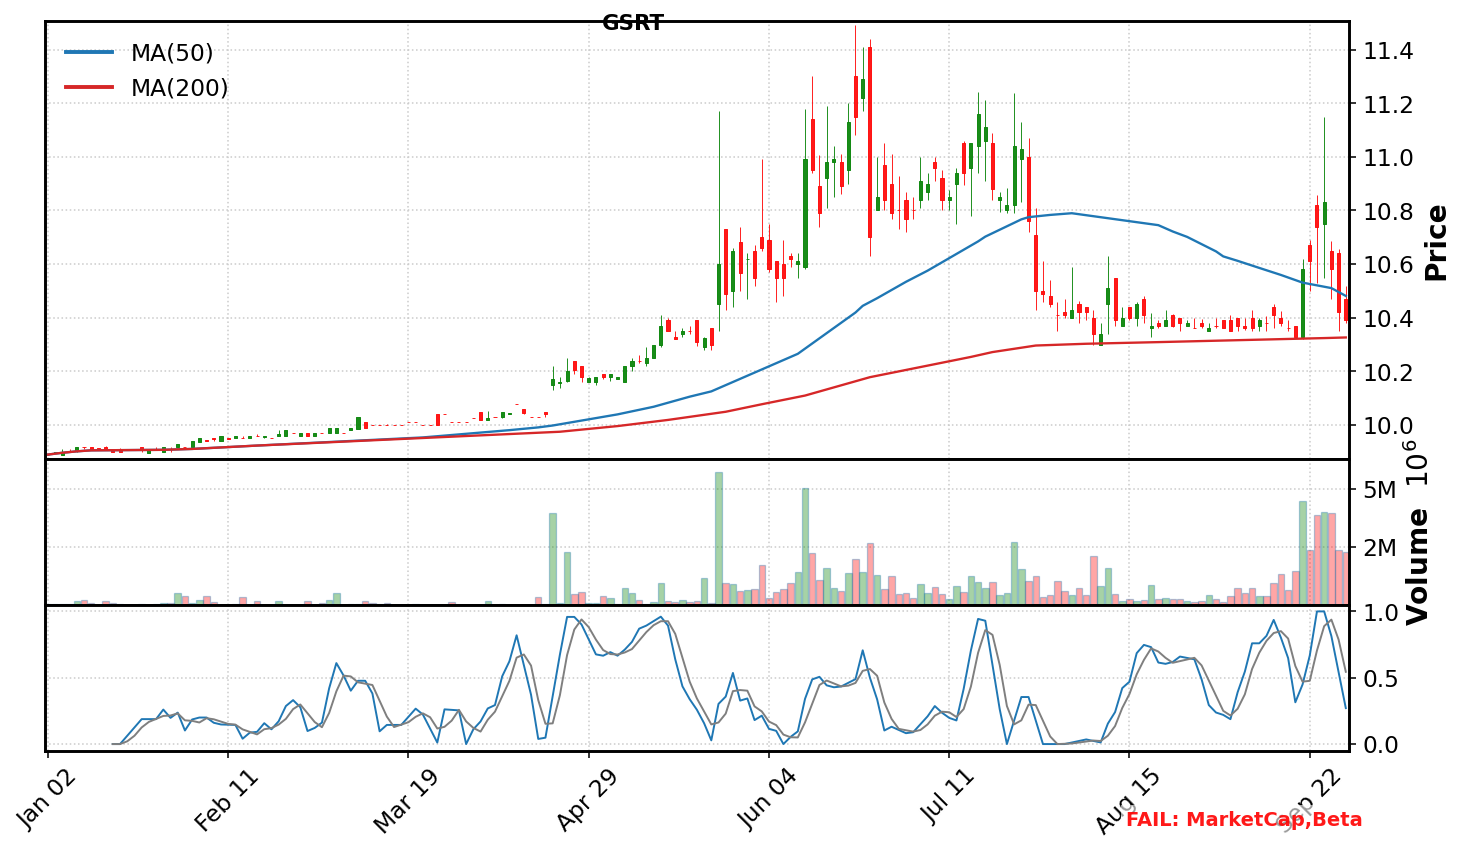 GSRT
MA(50)
MA(200)
11.4
11.2
11.0
10.8
10.6
10.4
10.2
10.0
Price
5M
2M
Volume 10^6
1.0
0.5
0.0
Jan 02
Feb 11
Mar 19
Apr 29
Jun 04
Jul 11
Aug 15
Sep 22
FAIL: MarketCap,Beta